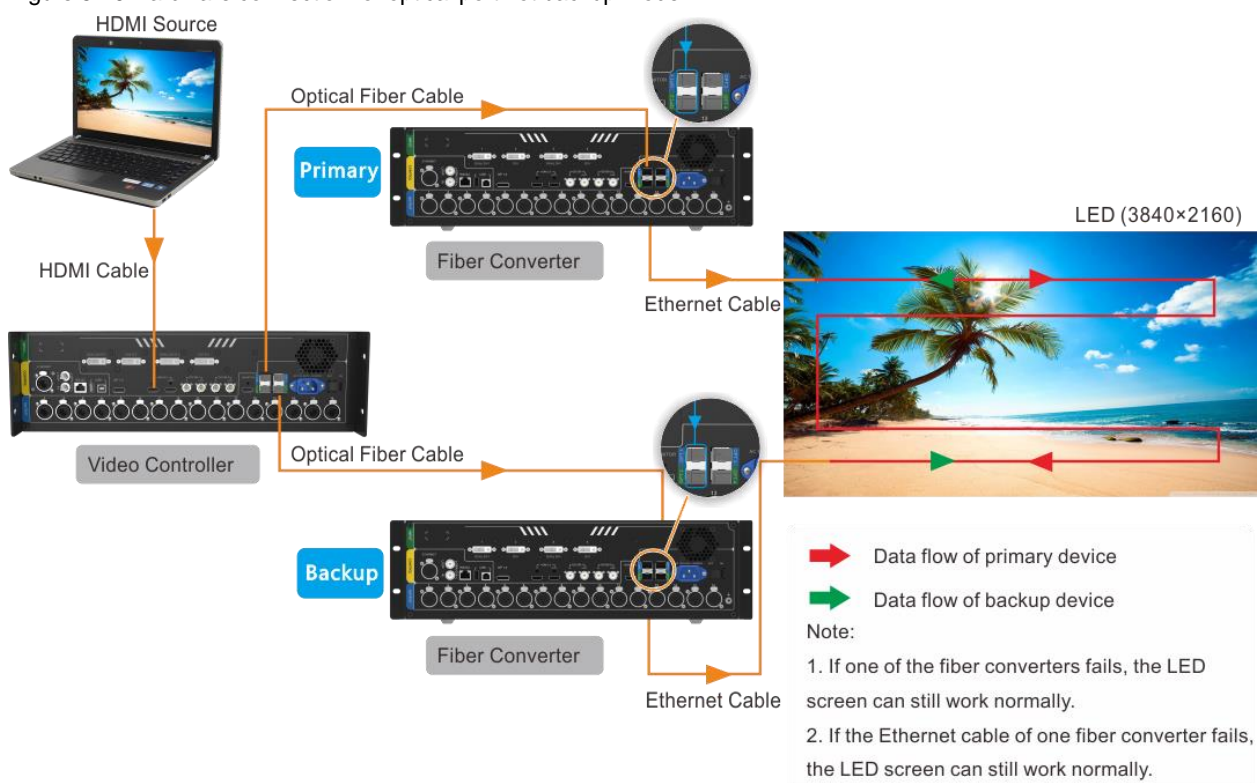 HDMI Source
Optical Fiber Cable
Primary
LED (3840×2160)
HDMI Cable
Fiber Converter
Ethernet Cable
Video Controller
Optical Fiber Cable
Backup
Data flow of primary device
Data flow of backup device
Note:
Fiber Converter
1. If one of the fiber converters fails, the LED
screen can still work normally.
Ethernet Cable
2. If the Ethernet cable of one fiber converter fails,
the LED screen can still work normally.